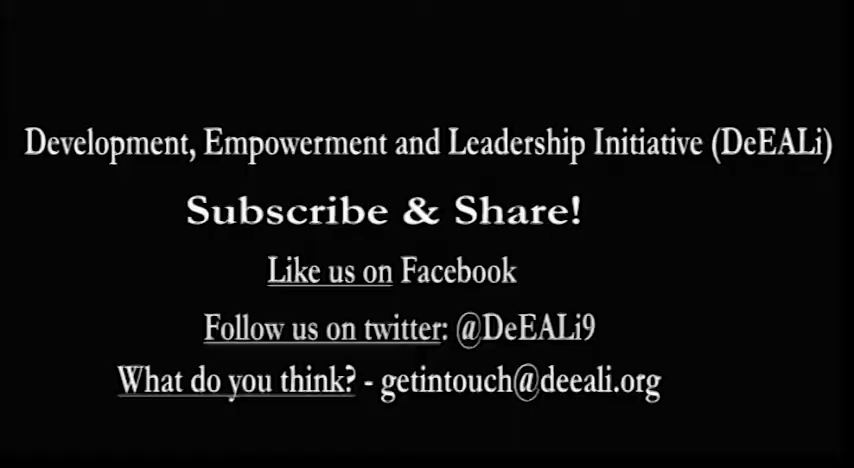 Development, Empowerment and Leadership Initiative (DeEALi)
Subscribe & Share!
Like us on Facebook
Follow us on twitter: @DeEALi9
What do you think? - getintouch@deeali.org